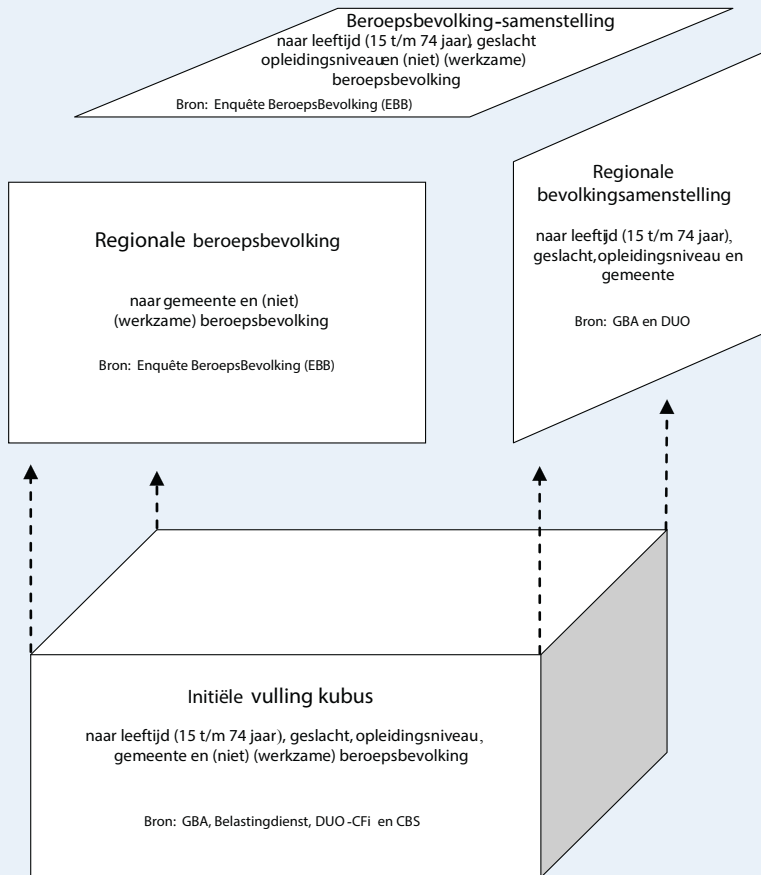 Beroepsbevolking-samenstelling
naar leeftijd (15 t/m 74 jaar), geslacht
opleidingsniveau en (niet) (werkzame)
beroepsbevolking
Bron: Enquête BeroepsBevolking (EBB)
Regionale beroepsbevolking
naar gemeente en (niet)
(werkzame) beroepsbevolking
Bron: Enquête BeroepsBevolking (EBB)
Regionale
bevolkingsamenstelling
naar leeftijd (15 t/m 74 jaar),
geslacht, opleidingsniveau en
gemeente
Bron: GBA en DUO
Initiële vulling kubus
naar leeftijd (15 t/m 74 jaar), geslacht, opleidingsniveau,
gemeente en (niet) (werkzame) beroepsbevolking
Bron: GBA, Belastingdienst, DUO-CFi en CBS